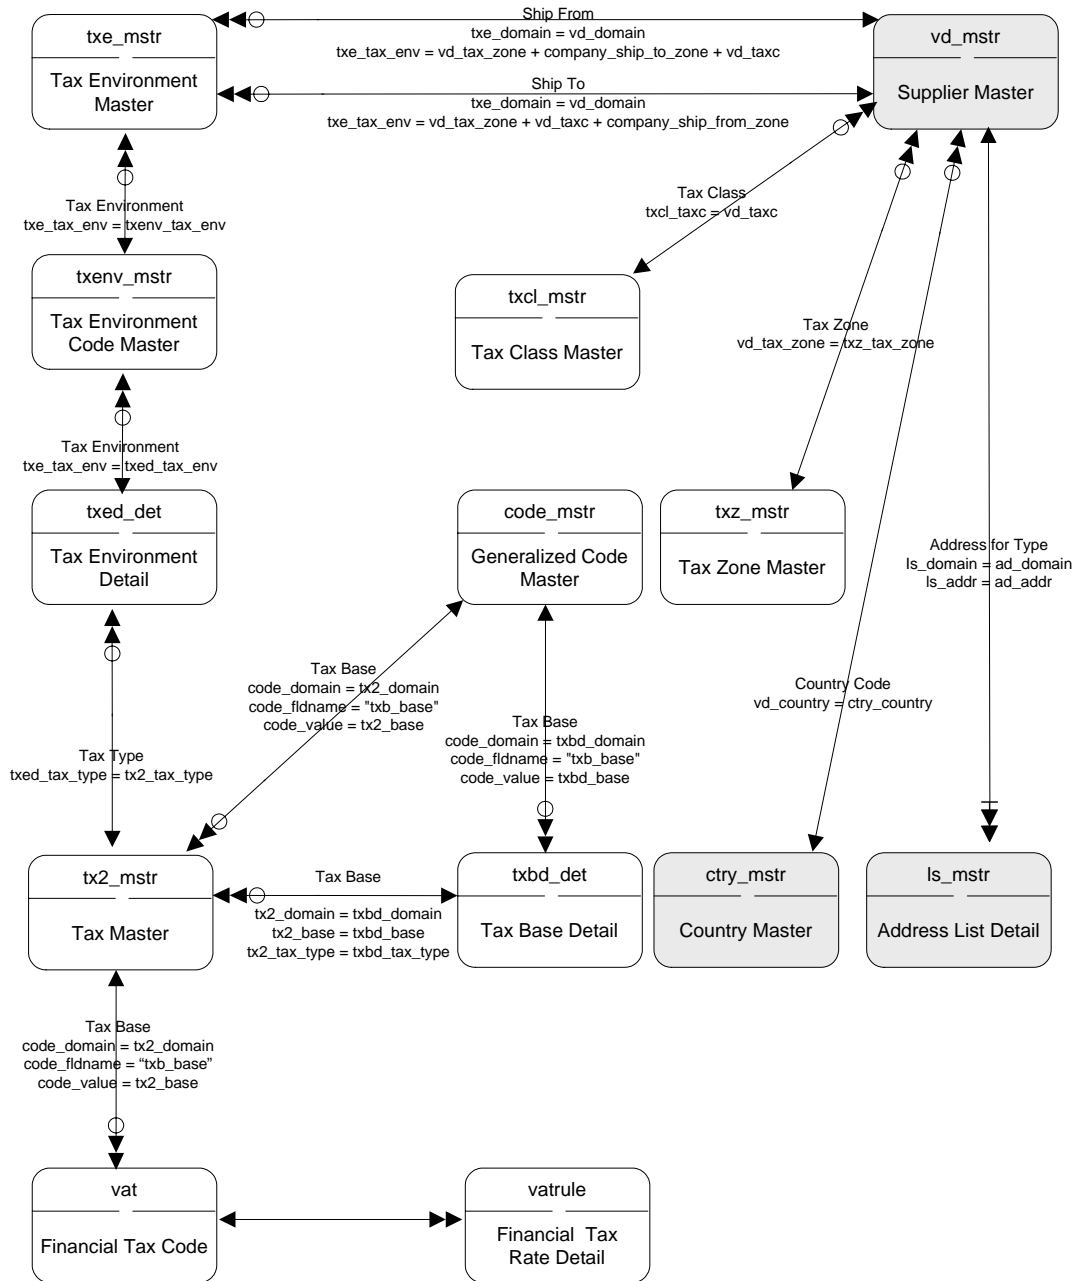 Ship From
txe_domain = vd_domain
txe_tax_env = vd_tax_zone + company_ship_to_zone + vd_taxc
txe_mstr
Tax Environment
Master
vd_mstr
Supplier Master
Ship To
txe_domain = vd_domain
txe_tax_env = vd_tax_zone + vd_taxc + company_ship_from_zone
Tax Environment
txe_tax_env = txenv_tax_env
Tax Class
txcl_taxc = vd_taxc
txenv_mstr
Tax Environment
Code Master
txcl_mstr
Tax Class Master
Tax Zone
vd_tax_zone = txz_tax_zone
Tax Environment
txe_tax_env = txed_tax_env
txed_det
Tax Environment
Detail
code_mstr
Generalized Code
Master
txz_mstr
Tax Zone Master
Address for Type
ls_domain = ad_domain
ls_addr = ad_addr
Tax Base
code_domain = tx2_domain
code_fldname = "txb_base"
code_value = tx2_base
Country Code
vd_country = ctry_country
Tax Base
code_domain = txbd_domain
code_fldname = "txb_base"
code_value = txbd_base
Tax Type
txed_tax_type = tx2_tax_type
tx2_mstr
Tax Master
Tax Base
tx2_domain = txbd_domain
tx2_base = txbd_base
tx2_tax_type = txbd_tax_type
txbd_det
Tax Base Detail
ctry_mstr
Country Master
ls_mstr
Address List Detail
Tax Base
code_domain = tx2_domain
code_fldname = “txb_base”
code_value = tx2_base
vat
Financial Tax Code
vatrule
Financial Tax
Rate Detail